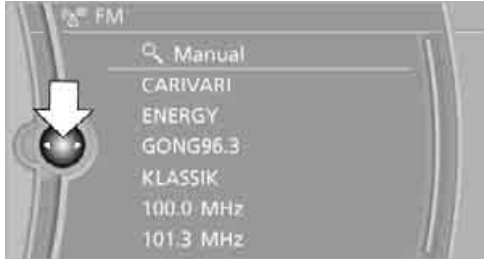 FM
Manual
CARIVARI
ENERGY
GONG96.3
KLASSIK
100.0 MHz
101.3 MHz